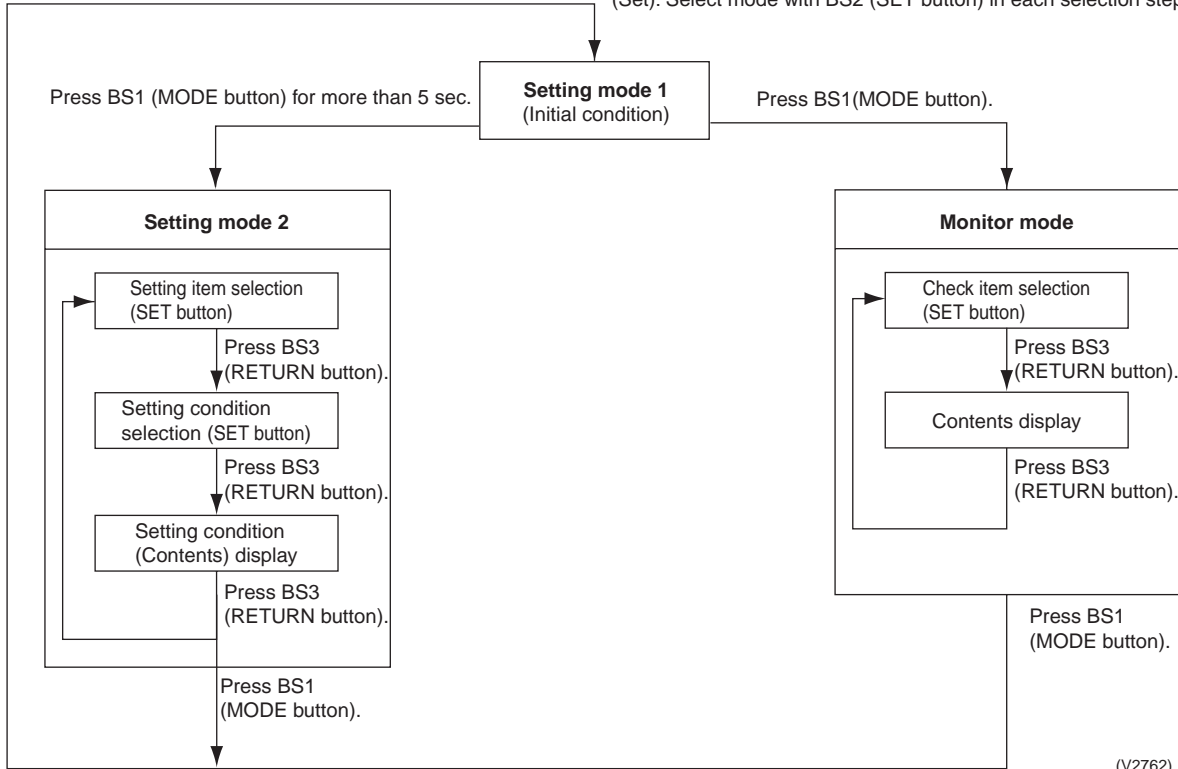 (Set): Select mode with BS2 (SET button) in each selection step
Setting mode 1
(Initial condition)
Press BS1 (MODE button) for more than 5 sec.
Press BS1(MODE button).
Setting mode 2
Setting item selection
(SET button)
Press BS3
(RETURN button).
Setting condition
selection (SET button)
Press BS3
(RETURN button).
Setting condition
(Contents) display
Press BS3
(RETURN button).
Press BS1
(MODE button).
Monitor mode
Check item selection
(SET button)
Press BS3
(RETURN button).
Contents display
Press BS3
(RETURN button).
Press BS1
(MODE button).
(V2762)